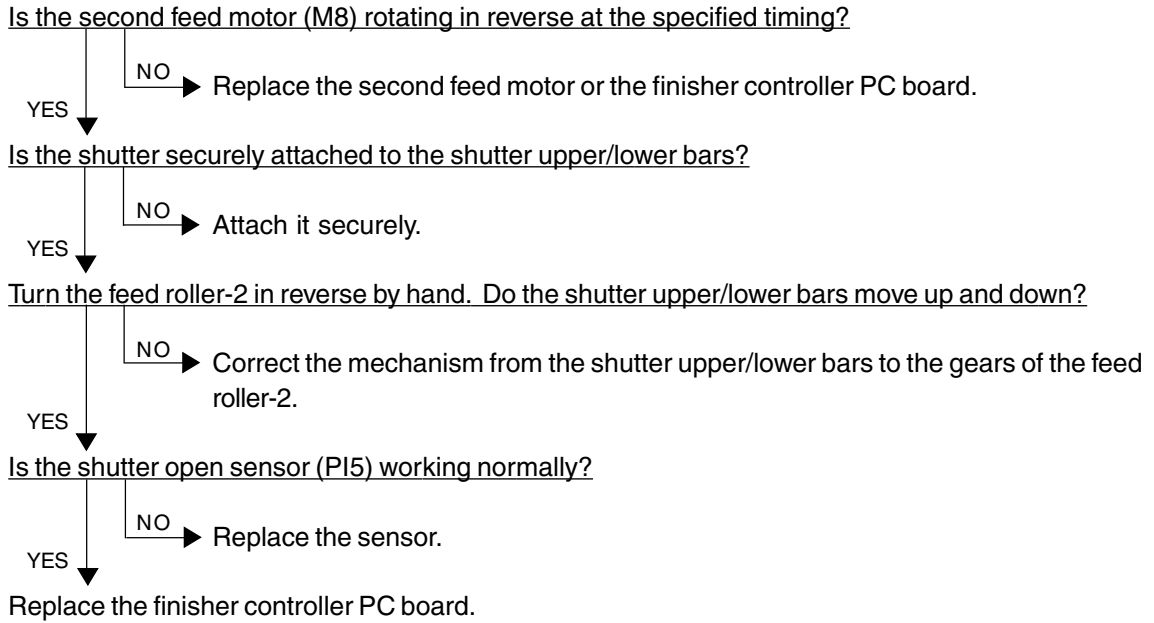 Is the second feed motor (M8) rotating in reverse at the specified timing?
NO
Replace the second feed motor or the finisher controller PC board.
YES
Is the shutter securely attached to the shutter upper/lower bars?
NO
Attach it securely.
YES
Turn the feed roller-2 in reverse by hand. Do the shutter upper/lower bars move up and down?
NO
Correct the mechanism from the shutter upper/lower bars to the gears of the feed
roller-2.
YES
Is the shutter open sensor (PI5) working normally?
NO
Replace the sensor.
YES
Replace the finisher controller PC board.